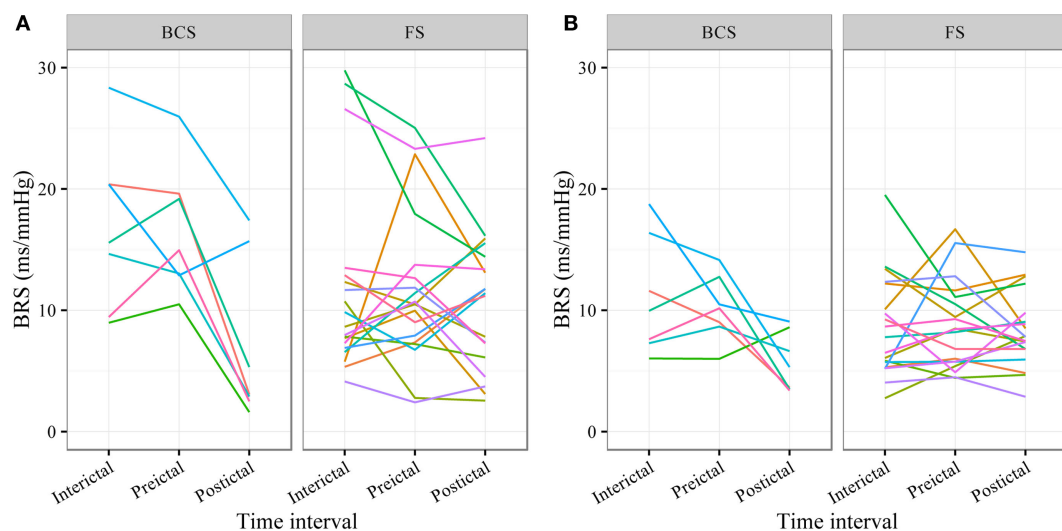 A
BCS
FS
B
BCS
FS
BRS (ms/mmHg)
30
20
10
0
BRS (ms/mmHg)
30
20
10
0
Interictal
Preictal
Postictal
Interictal
Preictal
Postictal
Interictal
Preictal
Postictal
Interictal
Preictal
Postictal
Time interval
Time interval